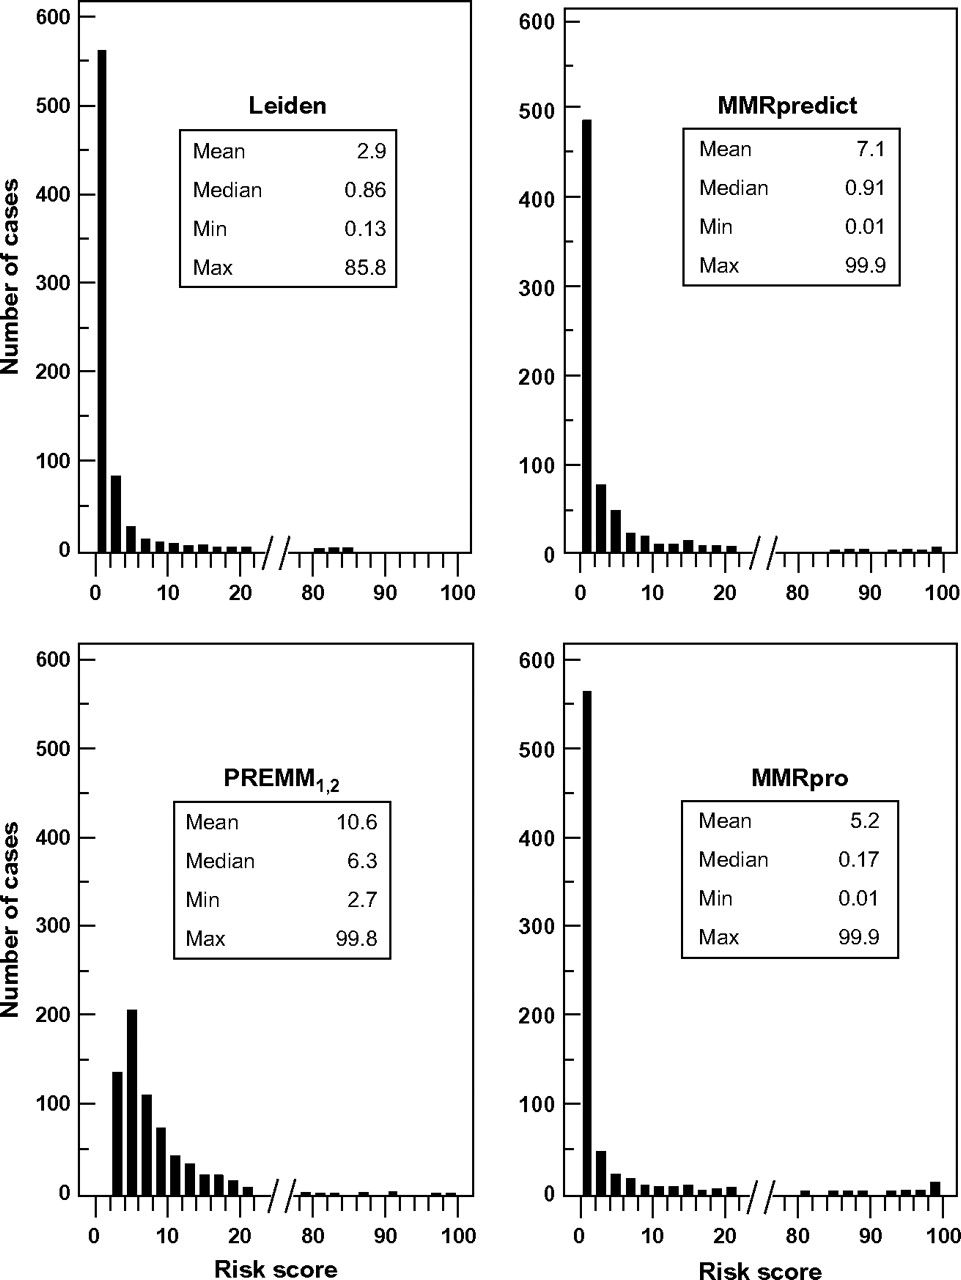 Leiden
Mean 2.9
Median 0.86
Min 0.13
Max 85.8
Number of cases
600
500
400
300
200
100
0
0 10 20 80 90 100
MMRpredict
Mean 7.1
Median 0.91
Min 0.01
Max 99.9
600
500
400
300
200
100
0
0 10 20 80 90 100
PREMM1,2
Mean 10.6
Median 6.3
Min 2.7
Max 99.8
Number of cases
600
500
400
300
200
100
0
0 10 20 80 90 100
Risk score
MMRpro
Mean 5.2
Median 0.17
Min 0.01
Max 99.9
600
500
400
300
200
100
0
0 10 20 80 90 100
Risk score